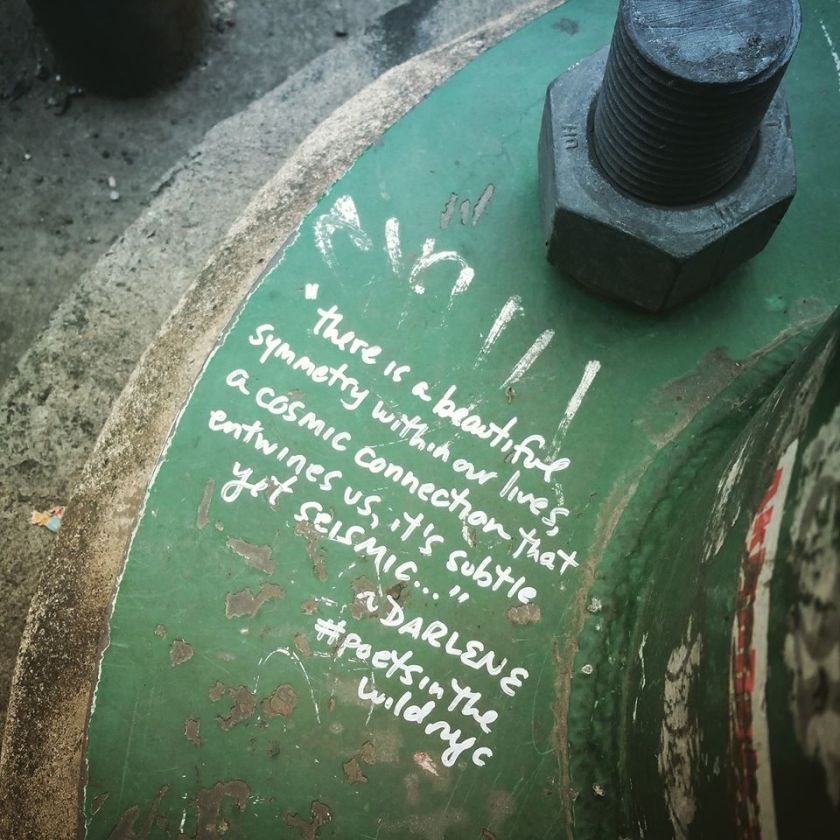 "there is a beautiful
symmetry within our lives,
a cosmic connection that
entwines us, it's subtle
yet seismic..."
~DARLENE
#poetsinthe
wildnyc